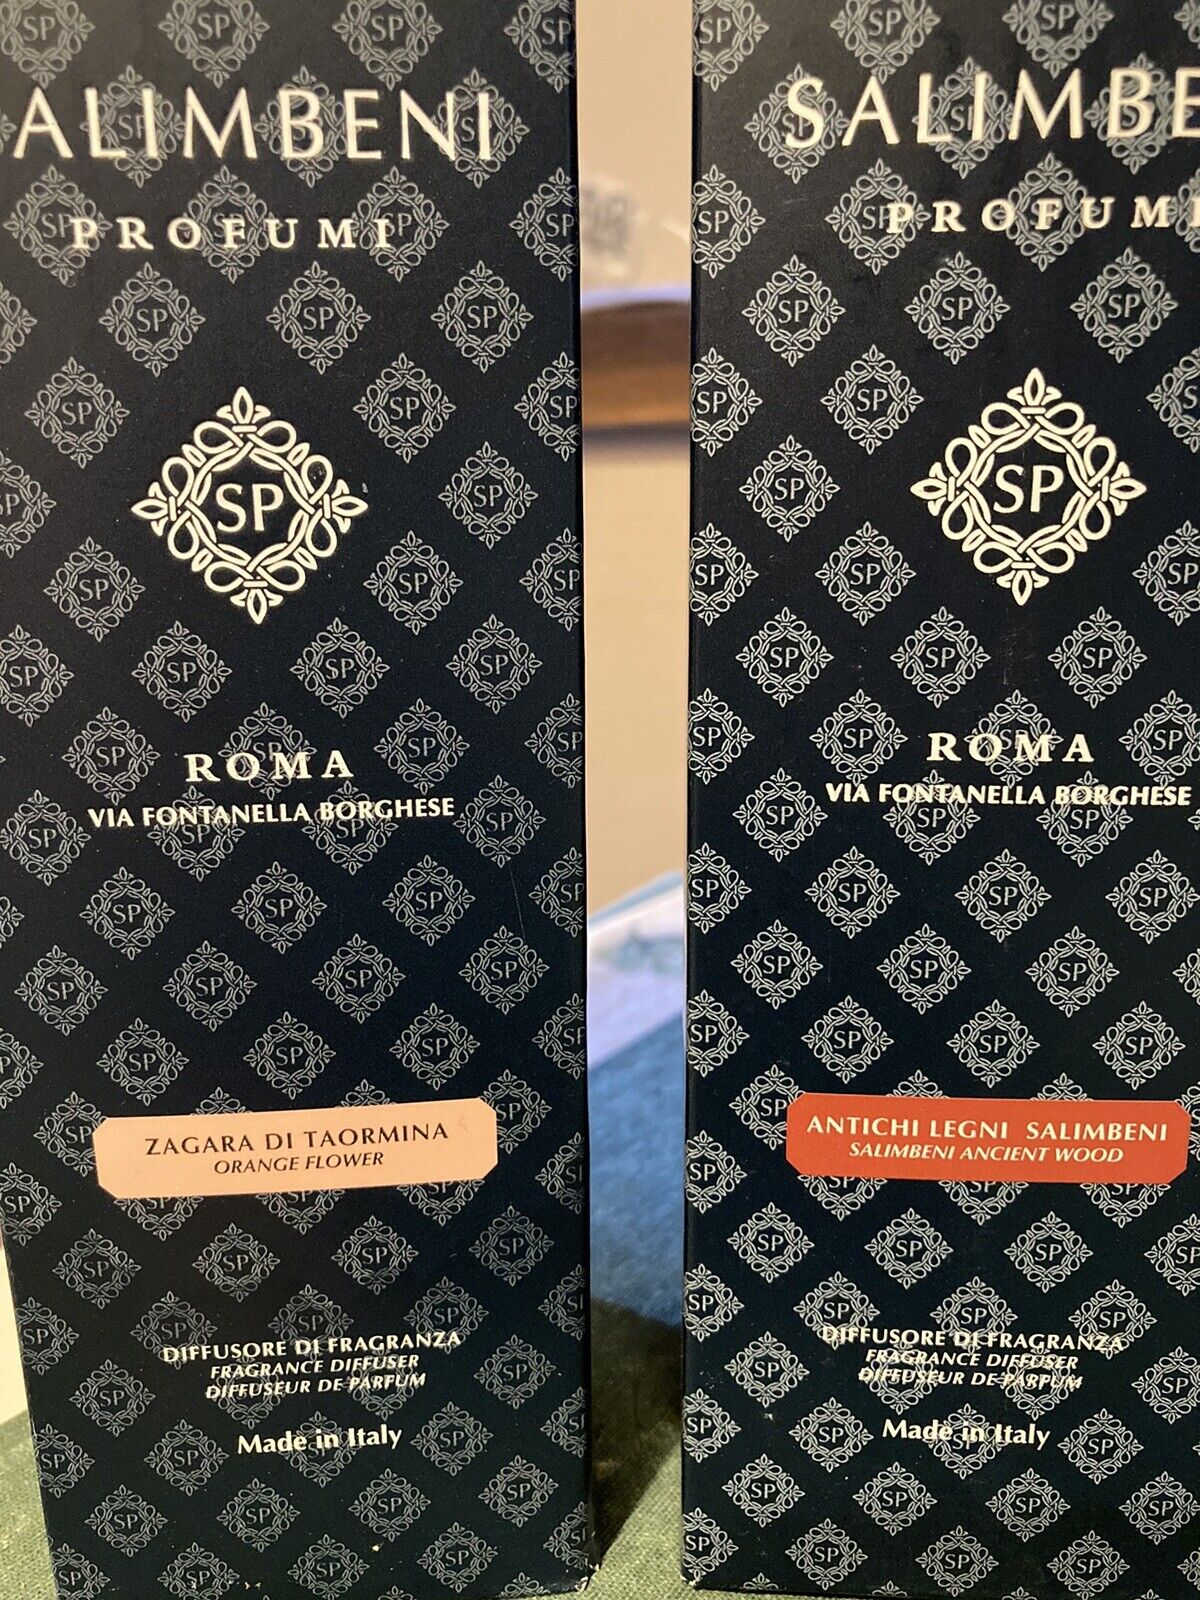 ALIMBENI
PROFUMI
SP
ROMA
VIA FONTANELLA BORGHESE
ZAGARA DI TAORMINA
ORANGE FLOWER
DIFFUSORE DI FRAGRANZA
FRAGRANCE DIFFUSER
DIFFUSEUR DE PARFUM
Made in Italy
SALIMBE
PROFUMI
SP
ROMA
VIA FONTANELLA BORGHESE
ANTICHI LEGNI SALIMBENI
SALIMBENI ANCIENT WOOD
DIFFUSORE DI FRAGRANZA
FRAGRANCE DIFFUSER
DIFFUSEUR DE PARFUM
Made in Italy